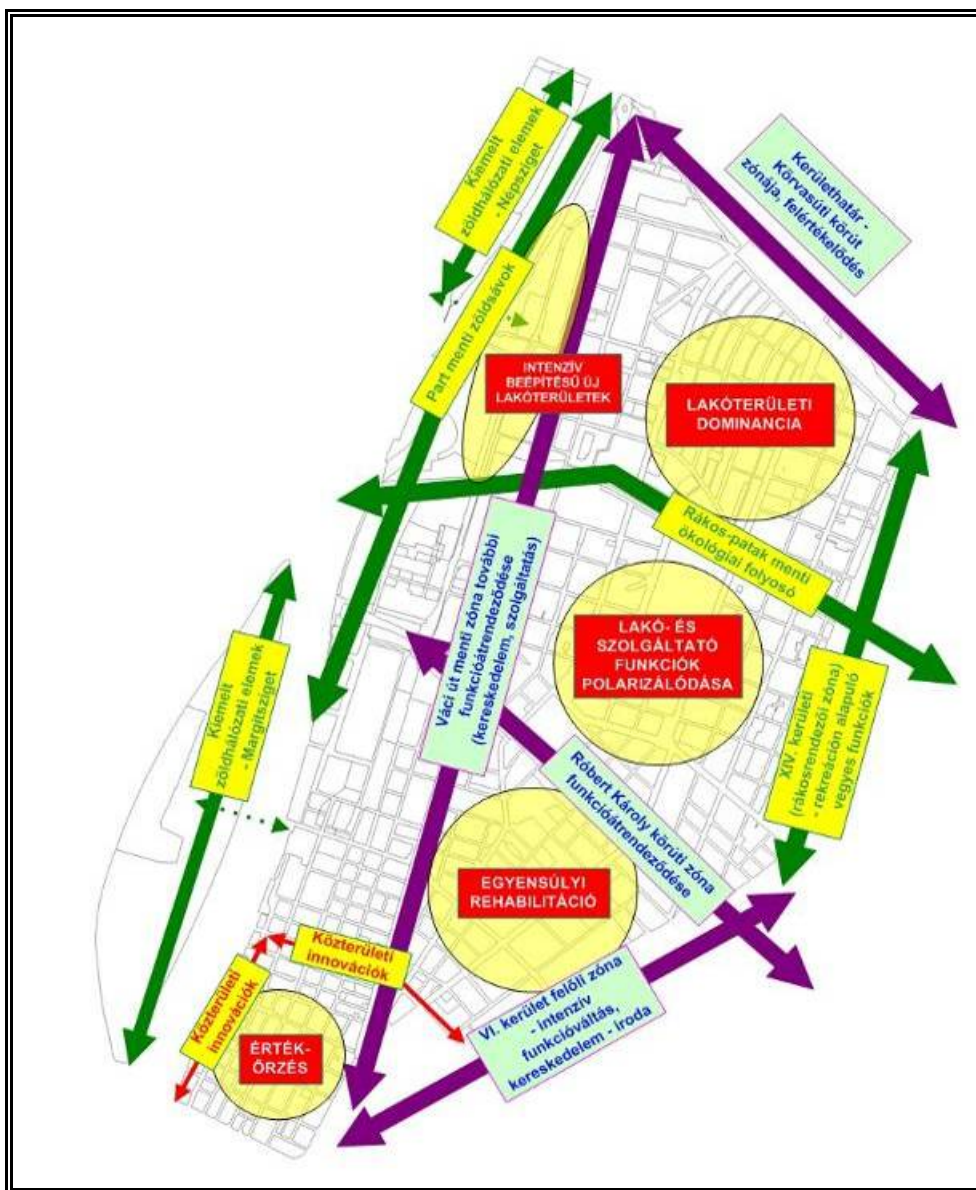 Kiemelt
zöldhálózati elemek
- Népsziget
Part menti zöldsávok
Kerülethatár -
Körvasúti körút
zónája, felértékelődés
INTENZÍV
BEÉPÍTÉSŰ ÚJ
LAKÓTERÜLETEK
LAKÓTERÜLETI
DOMINANCIA
Rákos-patak menti
ökológiai folyosó
Váci út menti zóna további
funkcióátrendeződése
(kereskedelem, szolgáltatás)
LAKÓ- ÉS
SZOLGÁLTATÓ
FUNKCIÓK
POLARIZÁLÓDÁSA
Kiemelt
zöldhálózati elemek
- Margitsziget
XIV. kerületi
(rákosrendezői zóna)
- rekreáción alapuló
vegyes funkciók
Róbert Károly körúti zóna
funkcióátrendeződése
EGYENSÚLYI
REHABILITÁCIÓ
Közterületi
innovációk
Közterületi
innovációk
VI. kerület felőli zóna
- intenzív
funkcióváltás,
kereskedelem - iroda
ÉRTÉK-
ŐRZÉS